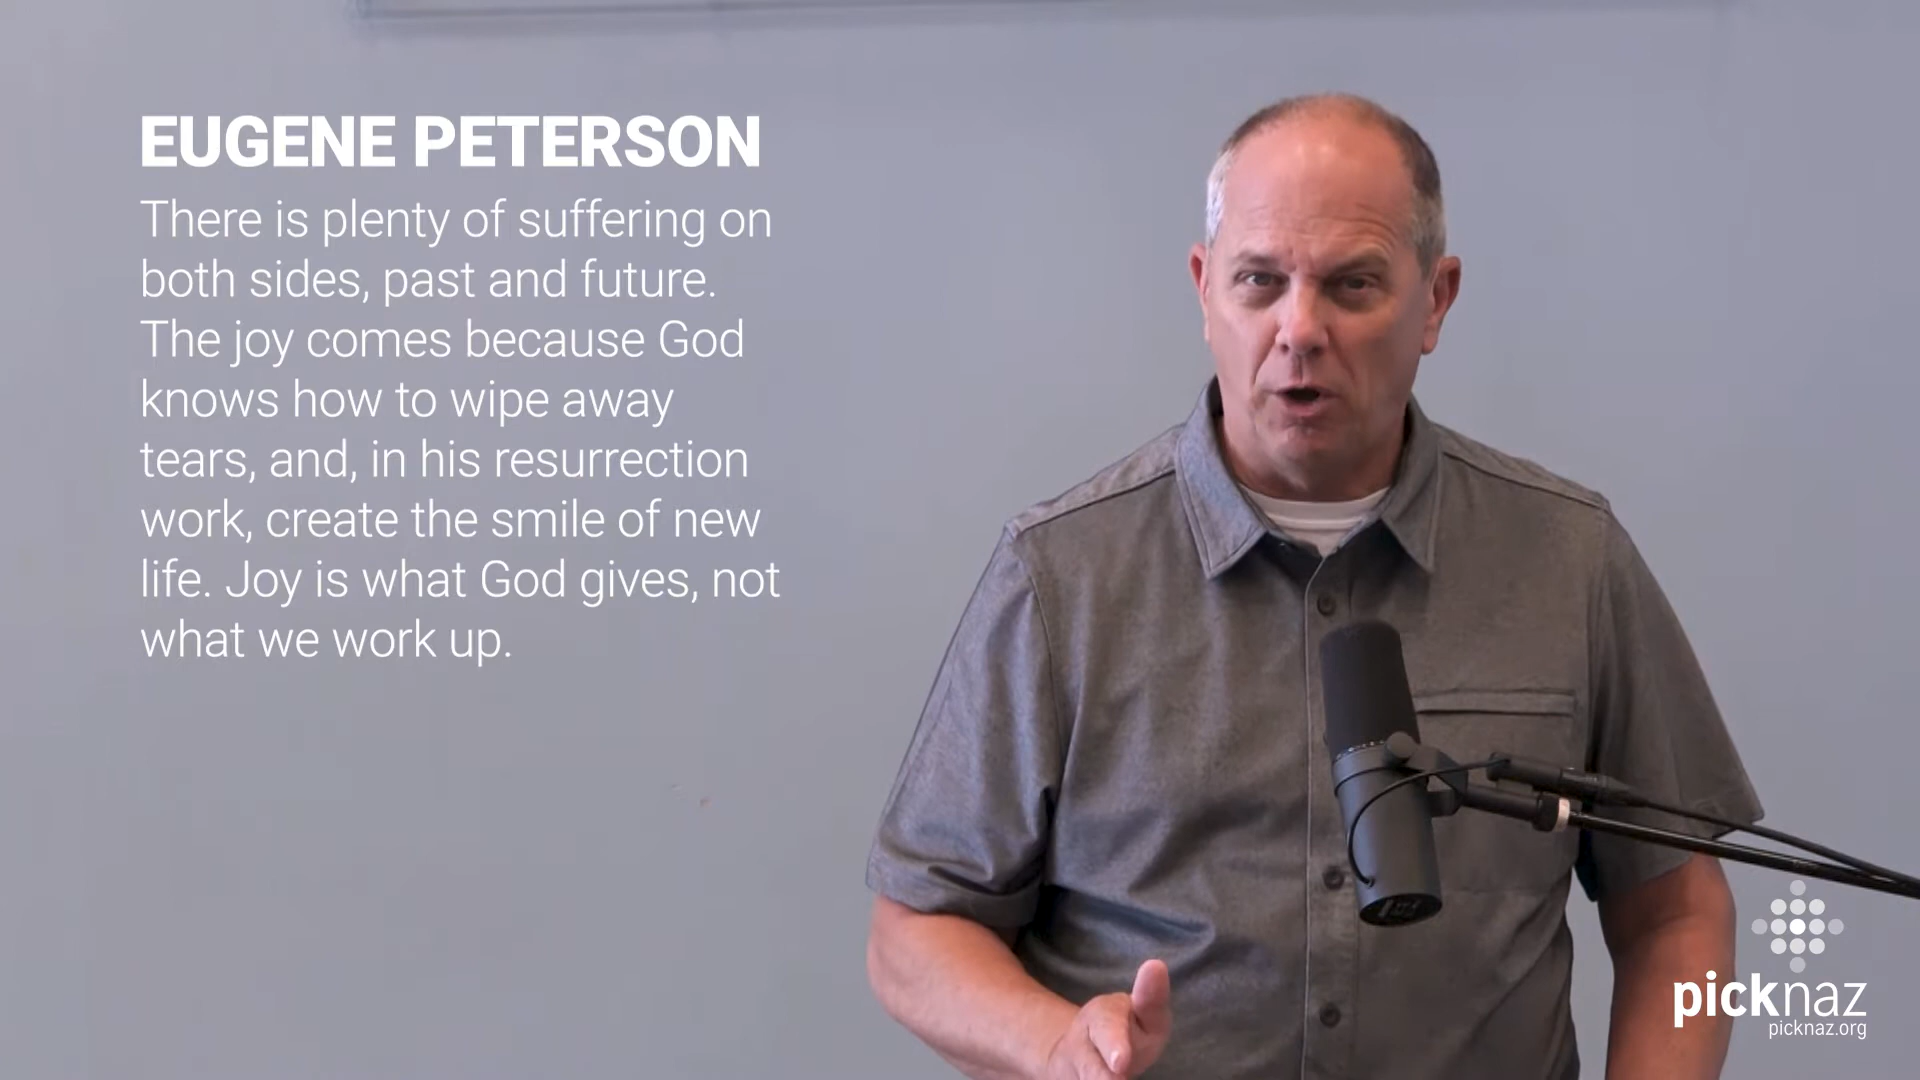 EUGENE PETERSON
There is plenty of suffering on
both sides, past and future.
The joy comes because God
knows how to wipe away
tears, and, in his resurrection
work, create the smile of new
life. Joy is what God gives, not
what we work up.
picknaz
picknaz.org